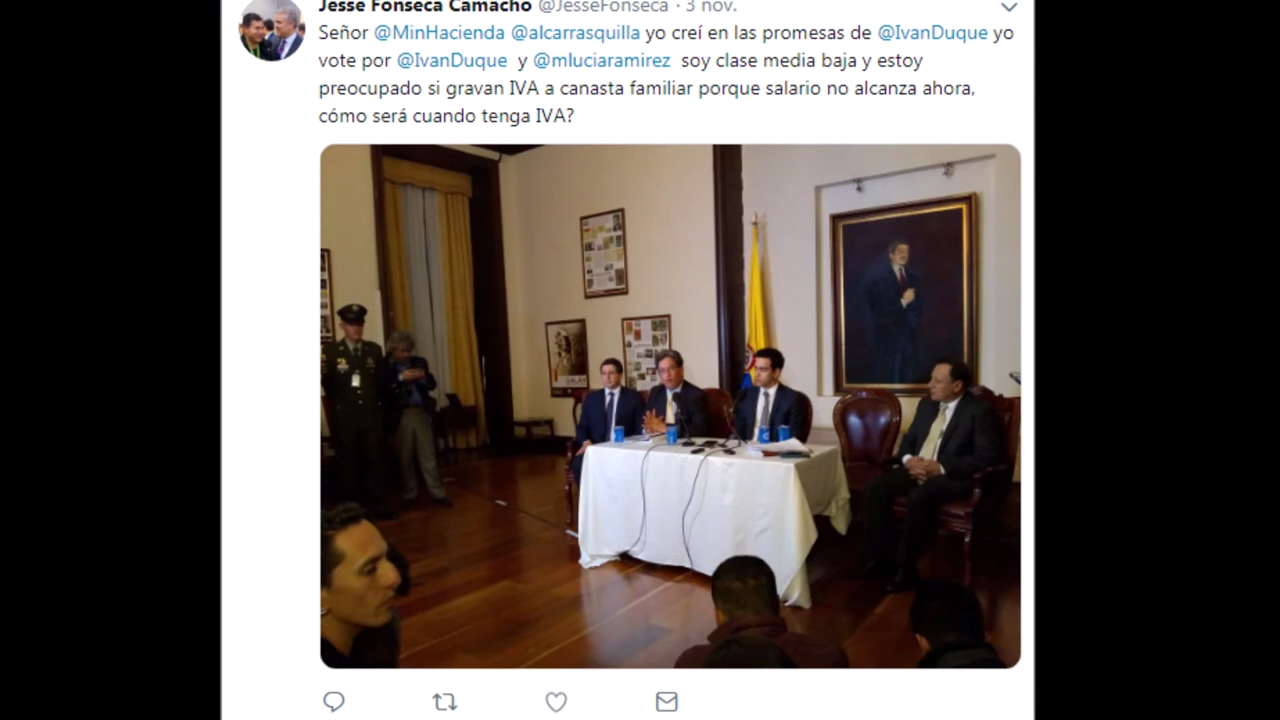 Jesse Fonseca Camacho @JesseFonseca · 3 nov.
Señor @MinHacienda @alcarrasquilla yo creí en las promesas de @IvanDuque yo
vote por @IvanDuque y @mluciaramirez soy clase media baja y estoy
preocupado si gravan IVA a canasta familiar porque salario no alcanza ahora,
cómo será cuando tenga IVA?
GALÁN